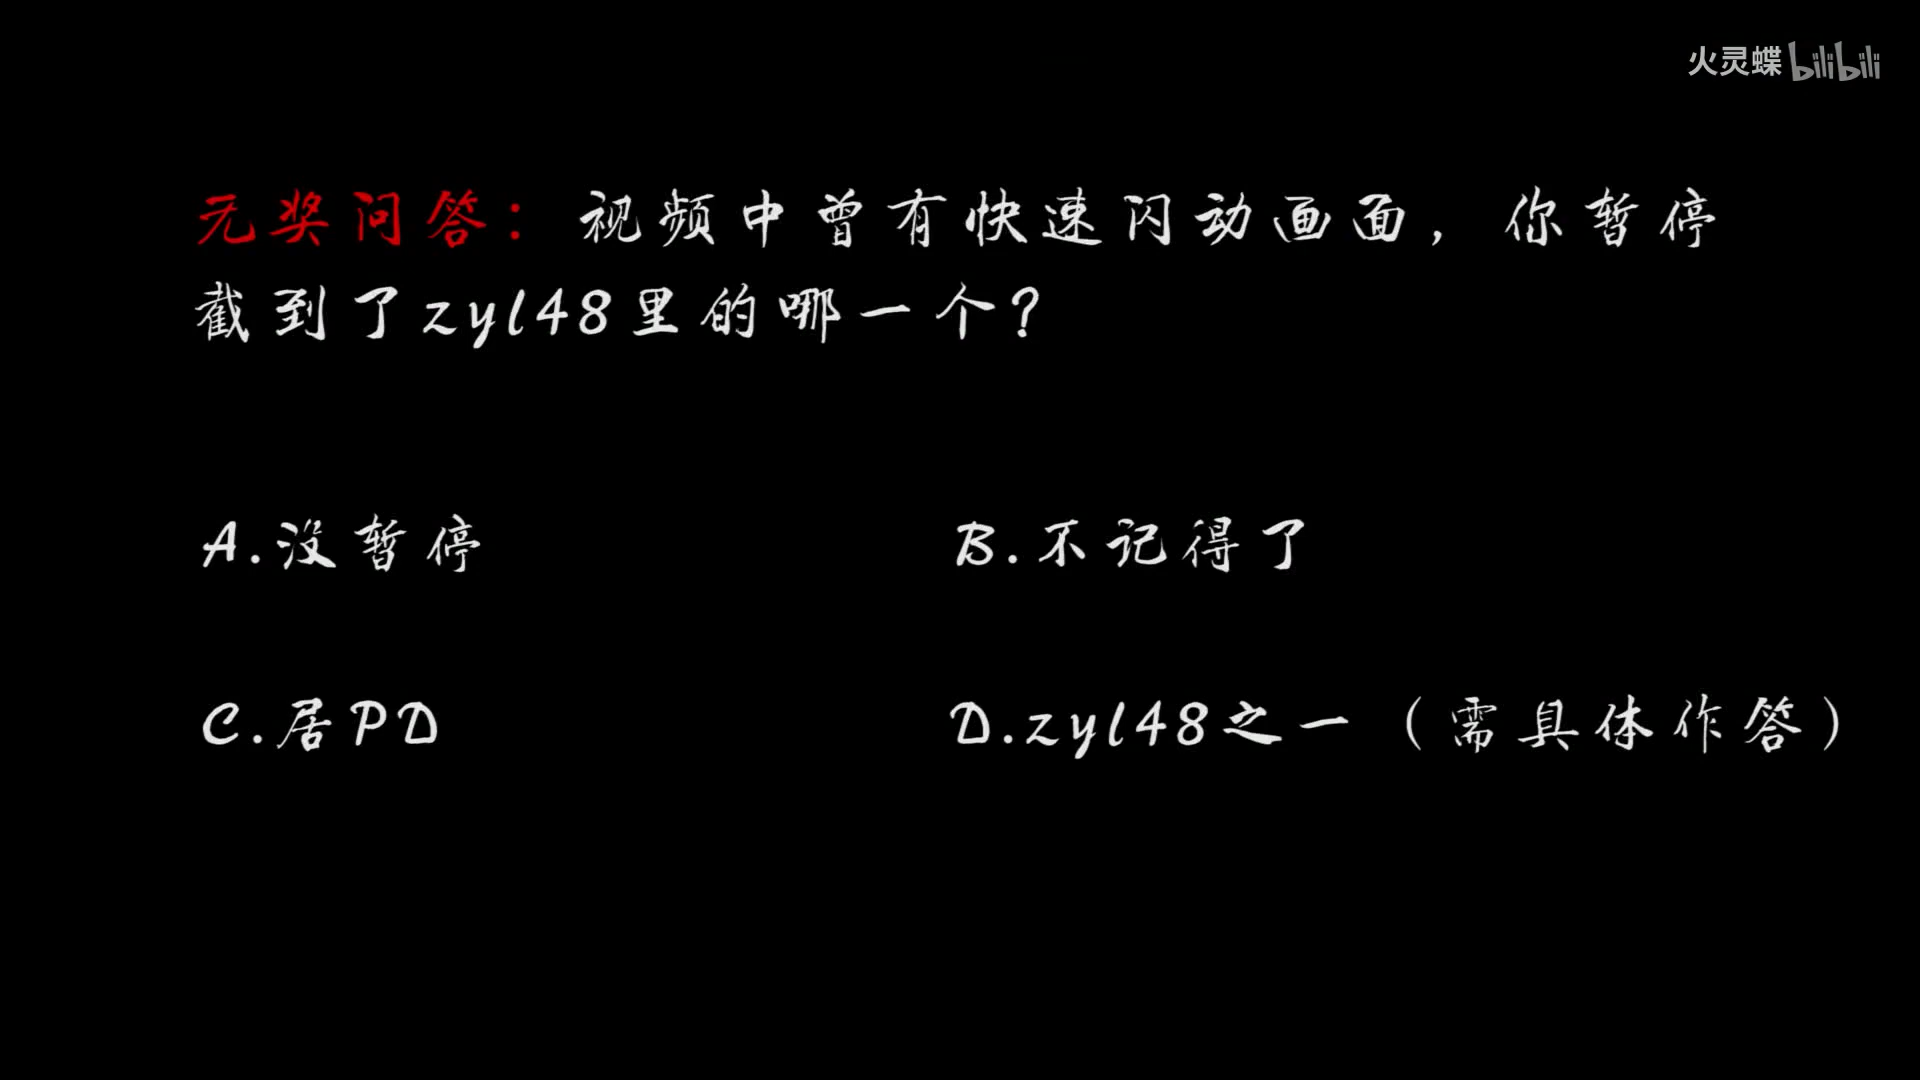 火灵蝶 bilibili
无奖问答：视频中曾有快速闪动画面，你暂停
截到了zyl48里的哪一个？
A.没暂停
B.不记得了
C.居PD
D.zyl48之一（需具体作答）